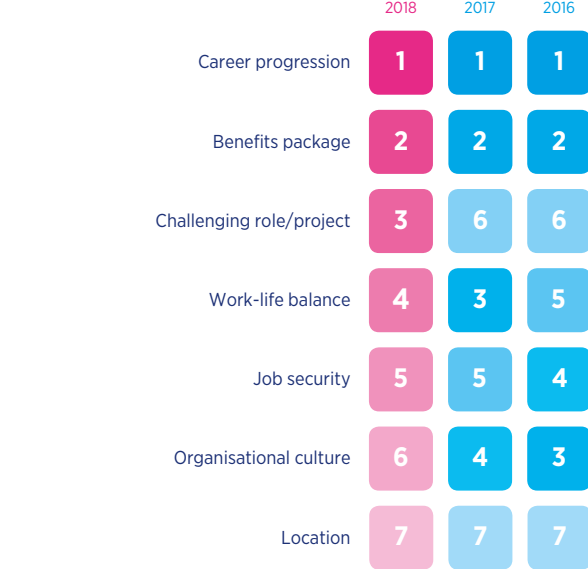 2018 2017 2016
Career progression 1 1 1
Benefits package 2 2 2
Challenging role/project 3 6 6
Work-life balance 4 3 5
Job security 5 5 4
Organisational culture 6 4 3
Location 7 7 7